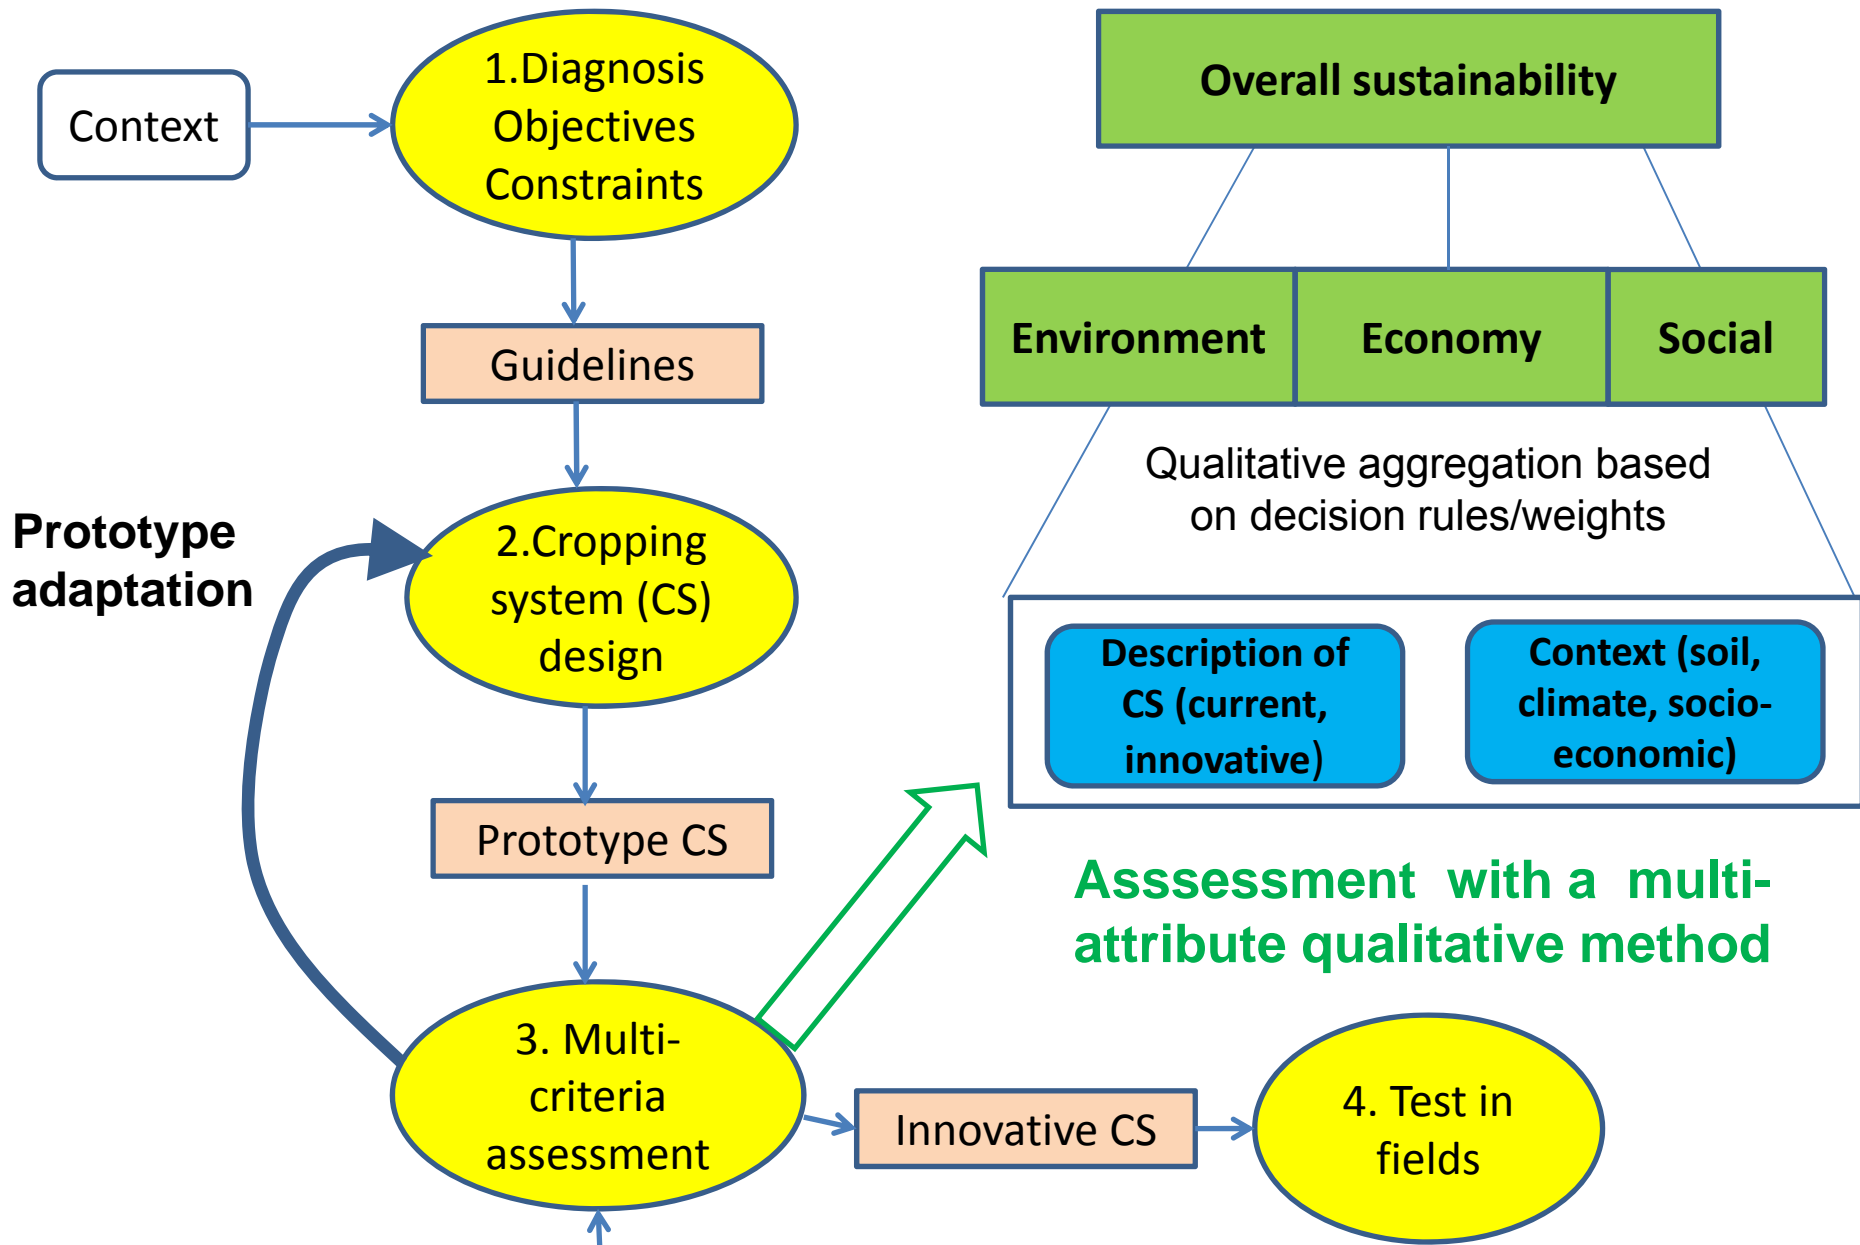 Context
1.Diagnosis
Objectives
Constraints
Guidelines
Prototype
adaptation
2.Cropping
system (CS)
design
Prototype CS
3. Multi-
criteria
assessment
Innovative CS
4. Test in
fields
Overall sustainability
Environment
Economy
Social
Qualitative aggregation based
on decision rules/weights
Description of
CS (current,
innovative)
Context (soil,
climate, socio-
economic)
Asssessment with a multi-
attribute qualitative method